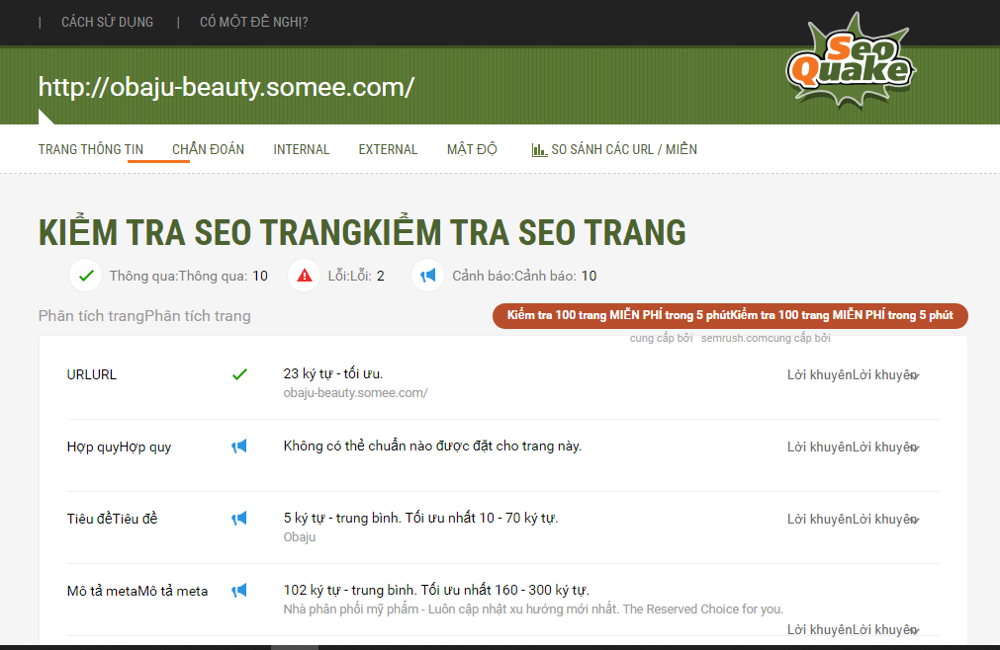 | CÁCH SỬ DỤNG | CÓ MỘT ĐỀ NGHỊ?
Seo
Quake
http://obaju-beauty.somee.com/
TRANG THÔNG TIN CHẨN ĐOÁN INTERNAL EXTERNAL MẬT ĐỘ SO SÁNH CÁC URL / MIỀN
KIỂM TRA SEO TRANGKIỂM TRA SEO TRANG
Thông qua:Thông qua: 10 Lỗi:Lỗi: 2 Cảnh báo:Cảnh báo: 10
Phân tích trangPhân tích trang Kiểm tra 100 trang MIỄN PHÍ trong 5 phútKiểm tra 100 trang MIỄN PHÍ trong 5 phút
cung cấp bởi semrush.comcung cấp bởi
URLURL 23 ký tự - tối ưu. Lời khuyênLời khuyên
obaju-beauty.somee.com/
Hợp quyHợp quy Không có thẻ chuẩn nào được đặt cho trang này. Lời khuyênLời khuyên
Tiêu đềTiêu đề 5 ký tự - trung bình. Tối ưu nhất 10 - 70 ký tự. Lời khuyênLời khuyên
Obaju
Mô tả metaMô tả meta 102 ký tự - trung bình. Tối ưu nhất 160 - 300 ký tự.
Nhà phân phối mỹ phẩm - Luôn cập nhật xu hướng mới nhất. The Reserved Choice for you.
Lời khuyênLời khuyên